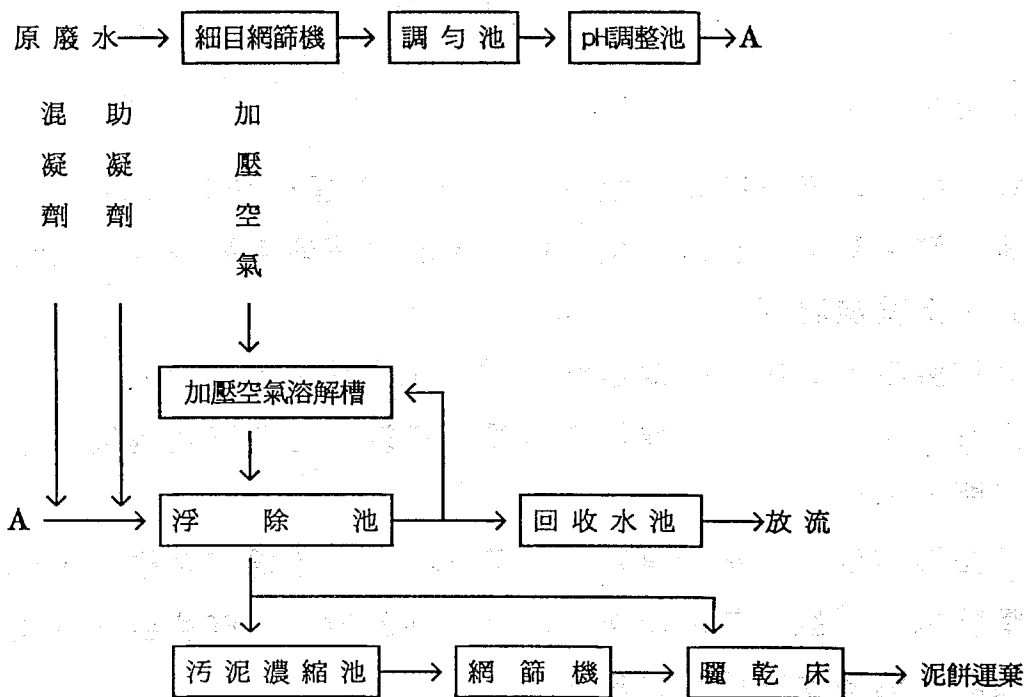 原廢水 細目網篩機 調勻池 pH調整池 A
混凝劑
助凝劑
加壓空氣
加壓空氣溶解槽
A 浮除池 回收水池 放流
污泥濃縮池 網篩機 曬乾床 泥餅運棄